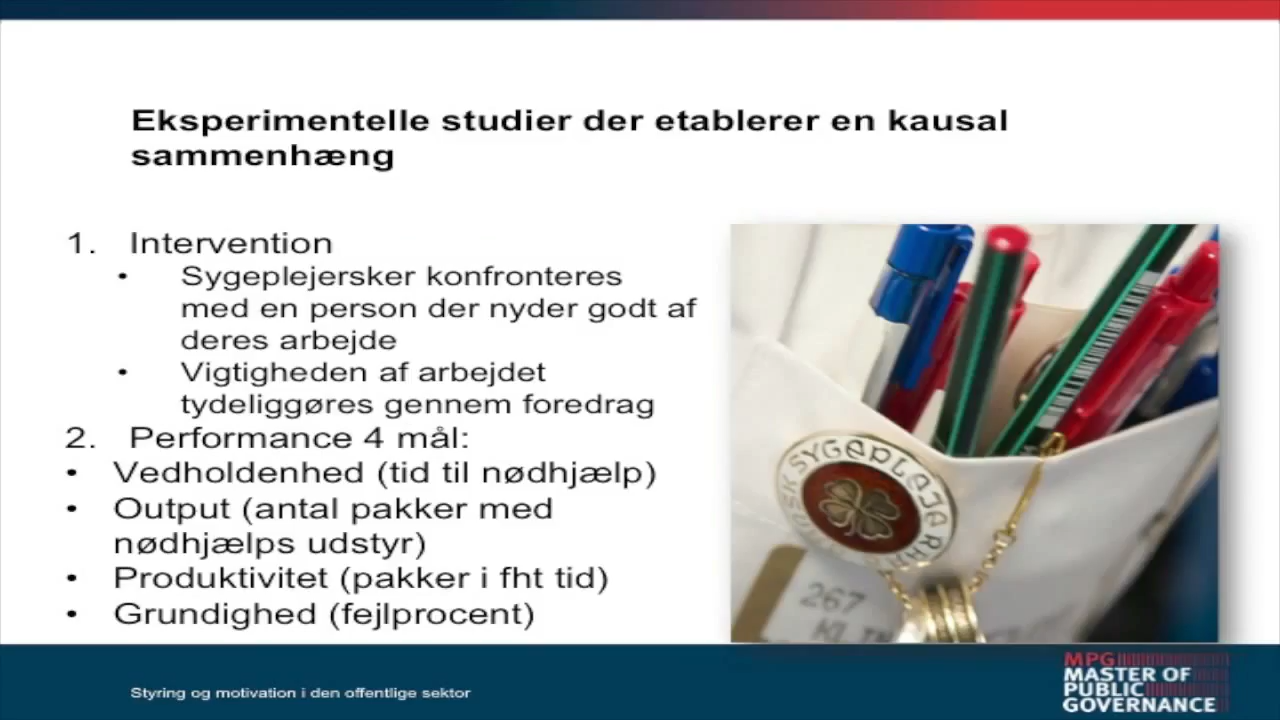 Eksperimentelle studier der etablerer en kausal
sammenhæng
1. Intervention
• Sygeplejersker konfronteres
med en person der nyder godt af
deres arbejde
• Vigtigheden af arbejdet
tydeliggøres gennem foredrag
2. Performance 4 mål:
• Vedholdenhed (tid til nødhjælp)
• Output (antal pakker med
nødhjælps udstyr)
• Produktivitet (pakker i fht tid)
• Grundighed (fejlprocent)
SYGEPLEJERAAD
267
Styring og motivation i den offentlige sektor
MPG
MASTER OF
PUBLIC
GOVERNANCE